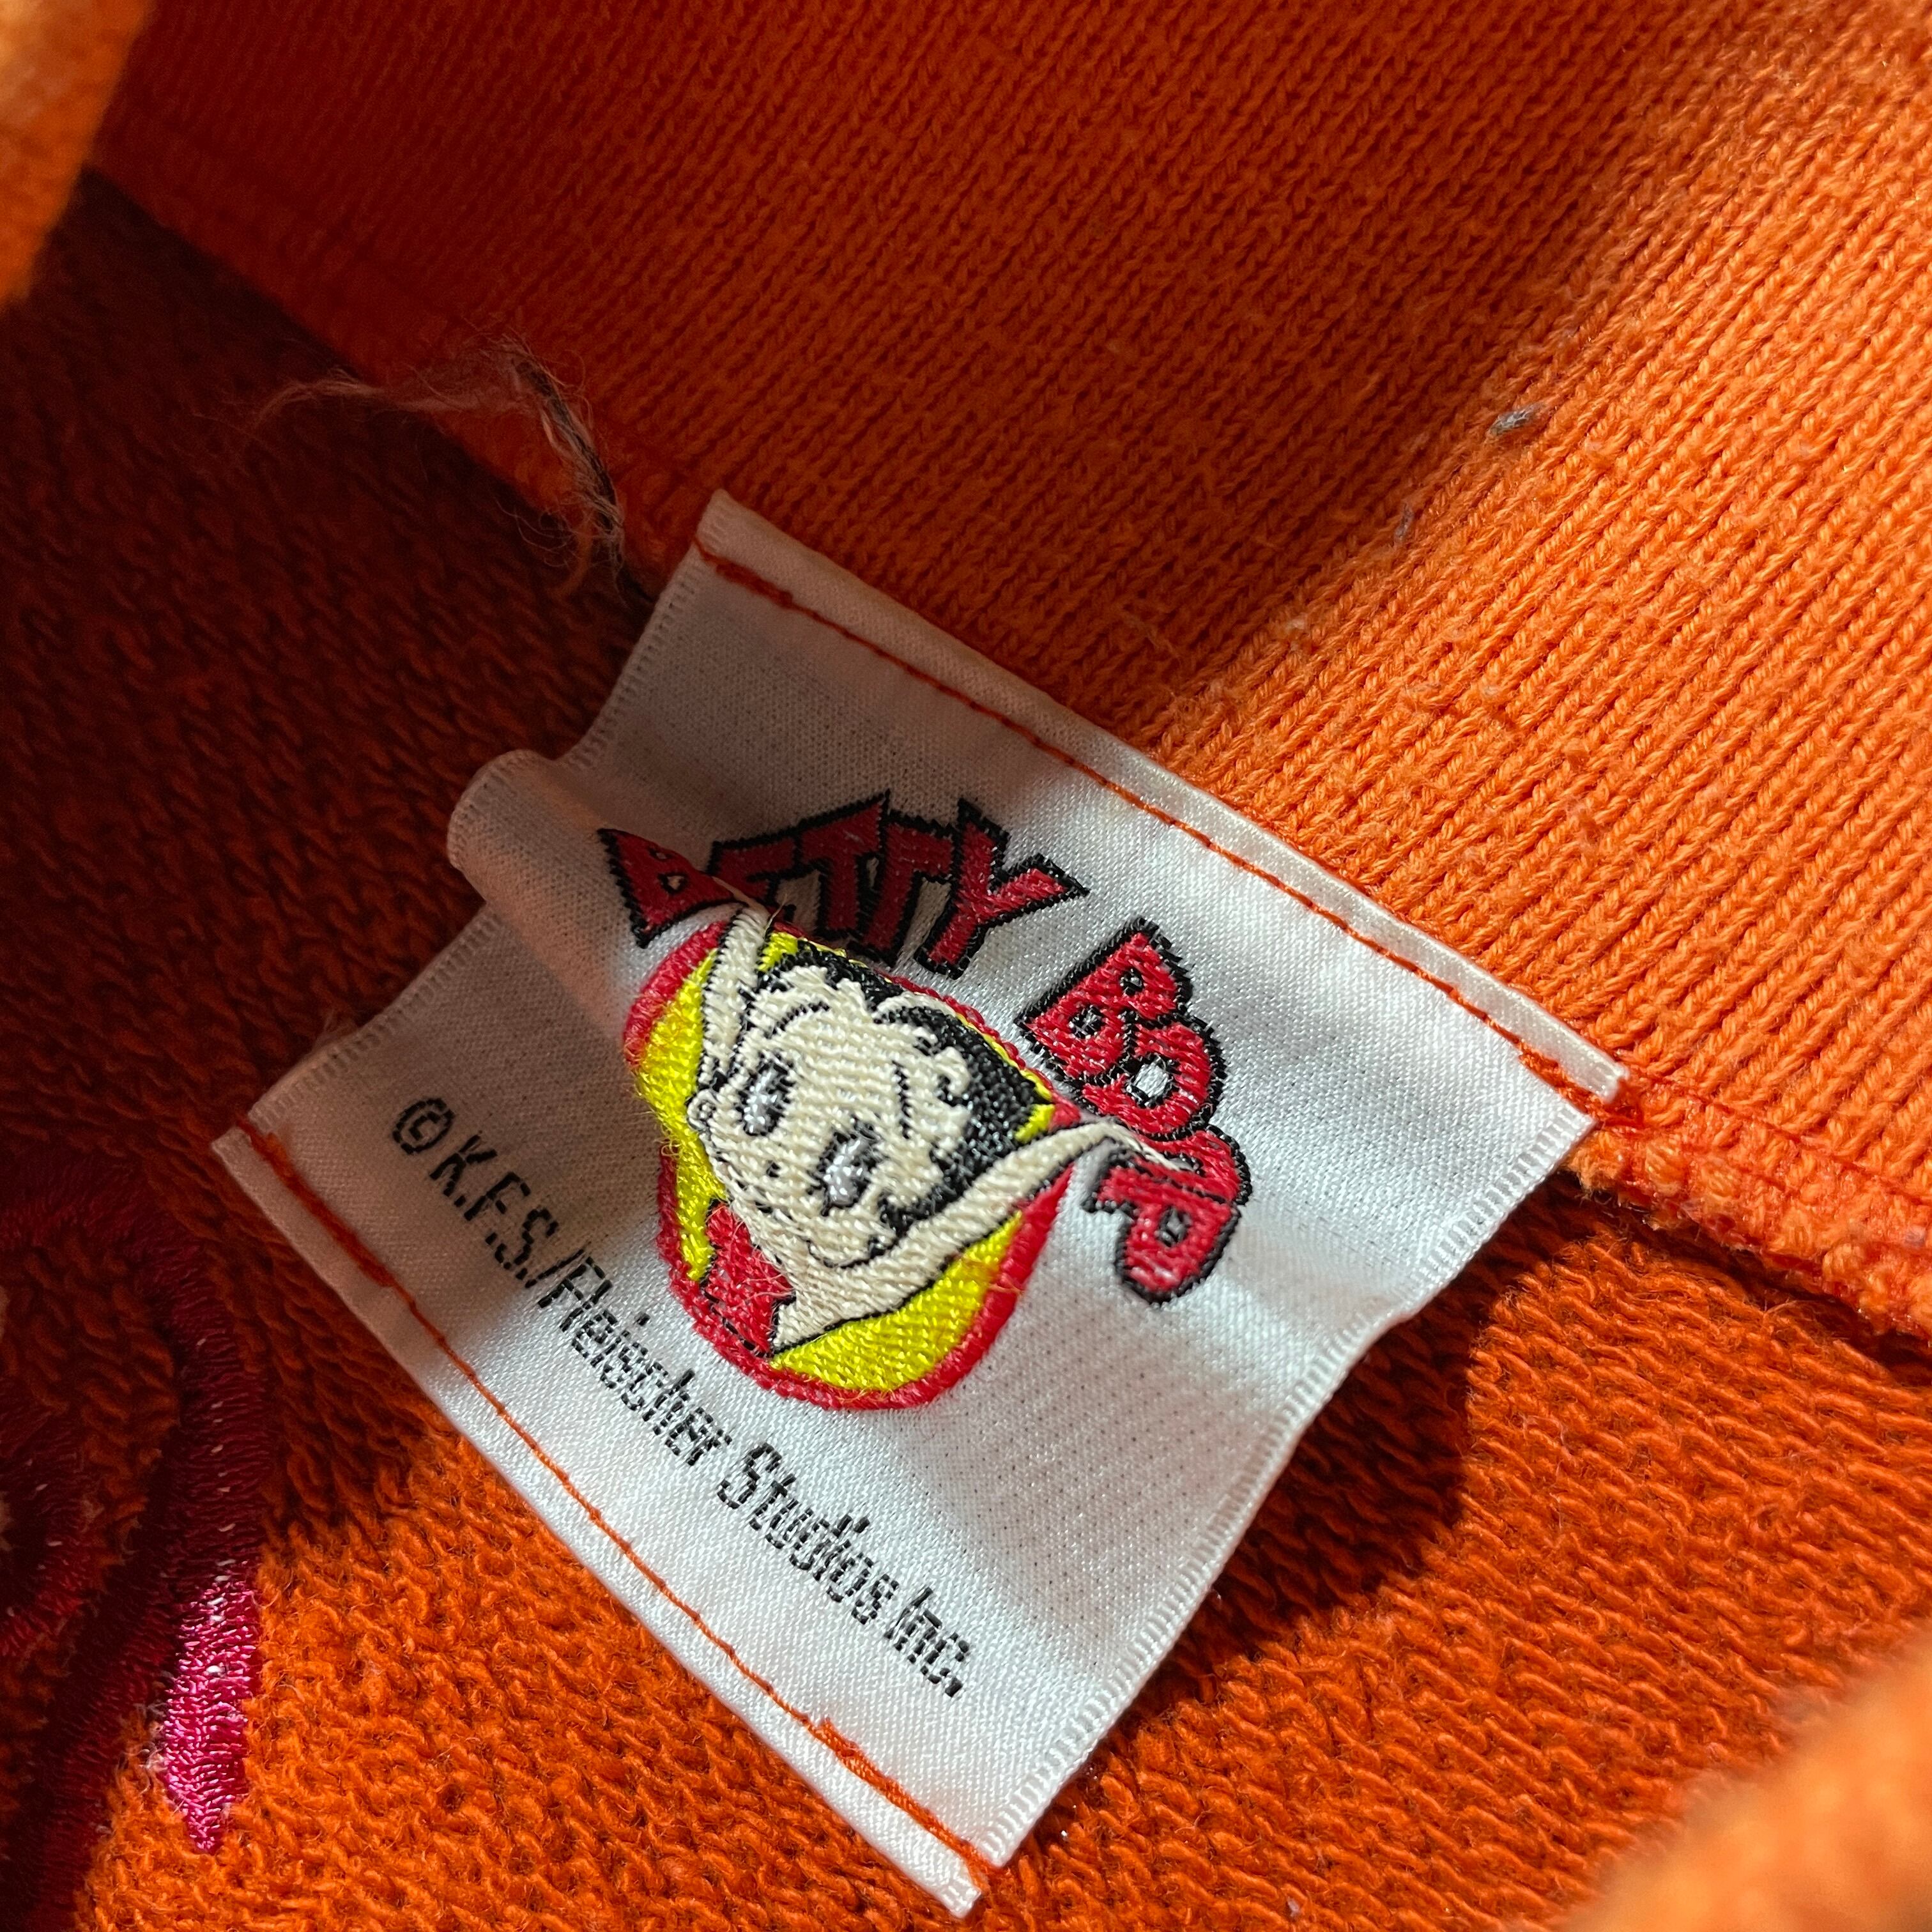 BETTY BOOP
© K.F.S./Fleischer Studios Inc.